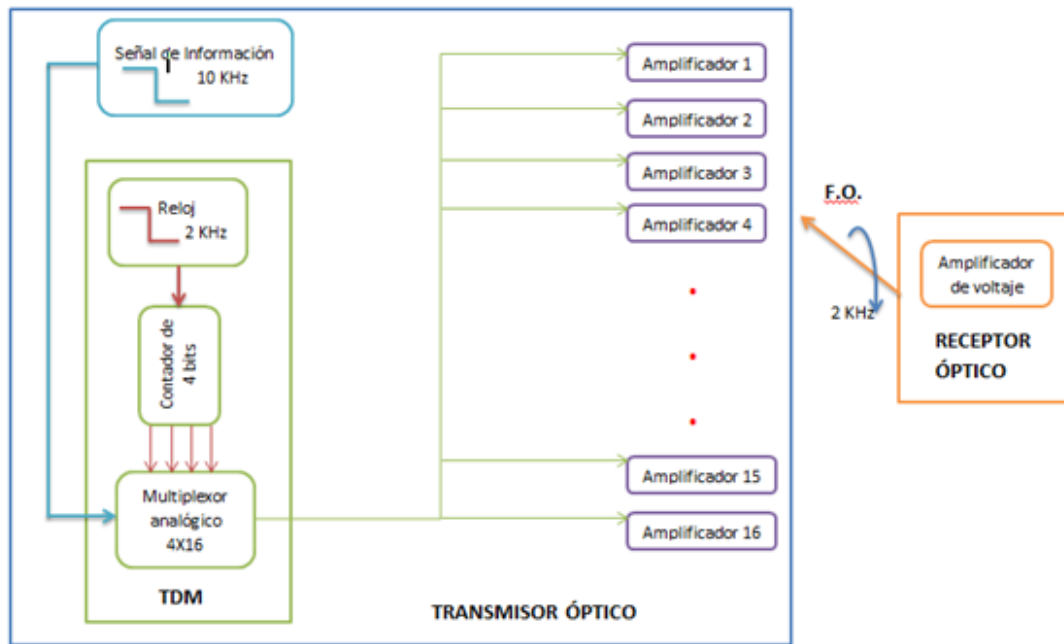 Señal de Información
10 KHz
Reloj
2 KHz
Contador de
4 bits
Multiplexor
analógico
4X16
TDM
Amplificador 1
Amplificador 2
Amplificador 3
Amplificador 4
Amplificador 15
Amplificador 16
TRANSMISOR ÓPTICO
F.O.
2 KHz
Amplificador
de voltaje
RECEPTOR
ÓPTICO